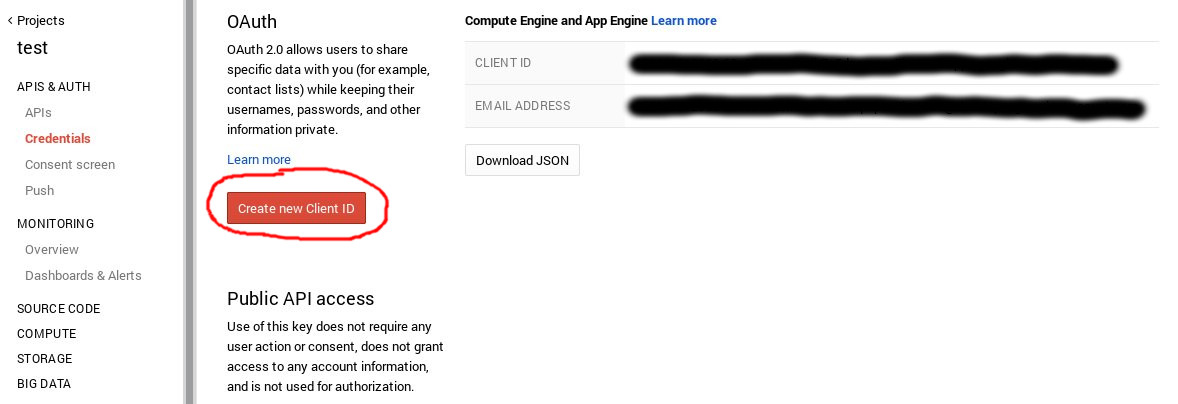 Projects
test
APIS & AUTH
APIs
Credentials
Consent screen
Push
MONITORING
Overview
Dashboards & Alerts
SOURCE CODE
COMPUTE
STORAGE
BIG DATA
OAuth
OAuth 2.0 allows users to share
specific data with you (for example,
contact lists) while keeping their
usernames, passwords, and other
information private.
Learn more
Create new Client ID
Public API access
Use of this key does not require any
user action or consent, does not grant
access to any account information,
and is not used for authorization.
Compute Engine and App Engine Learn more
CLIENT ID
EMAIL ADDRESS
Download JSON